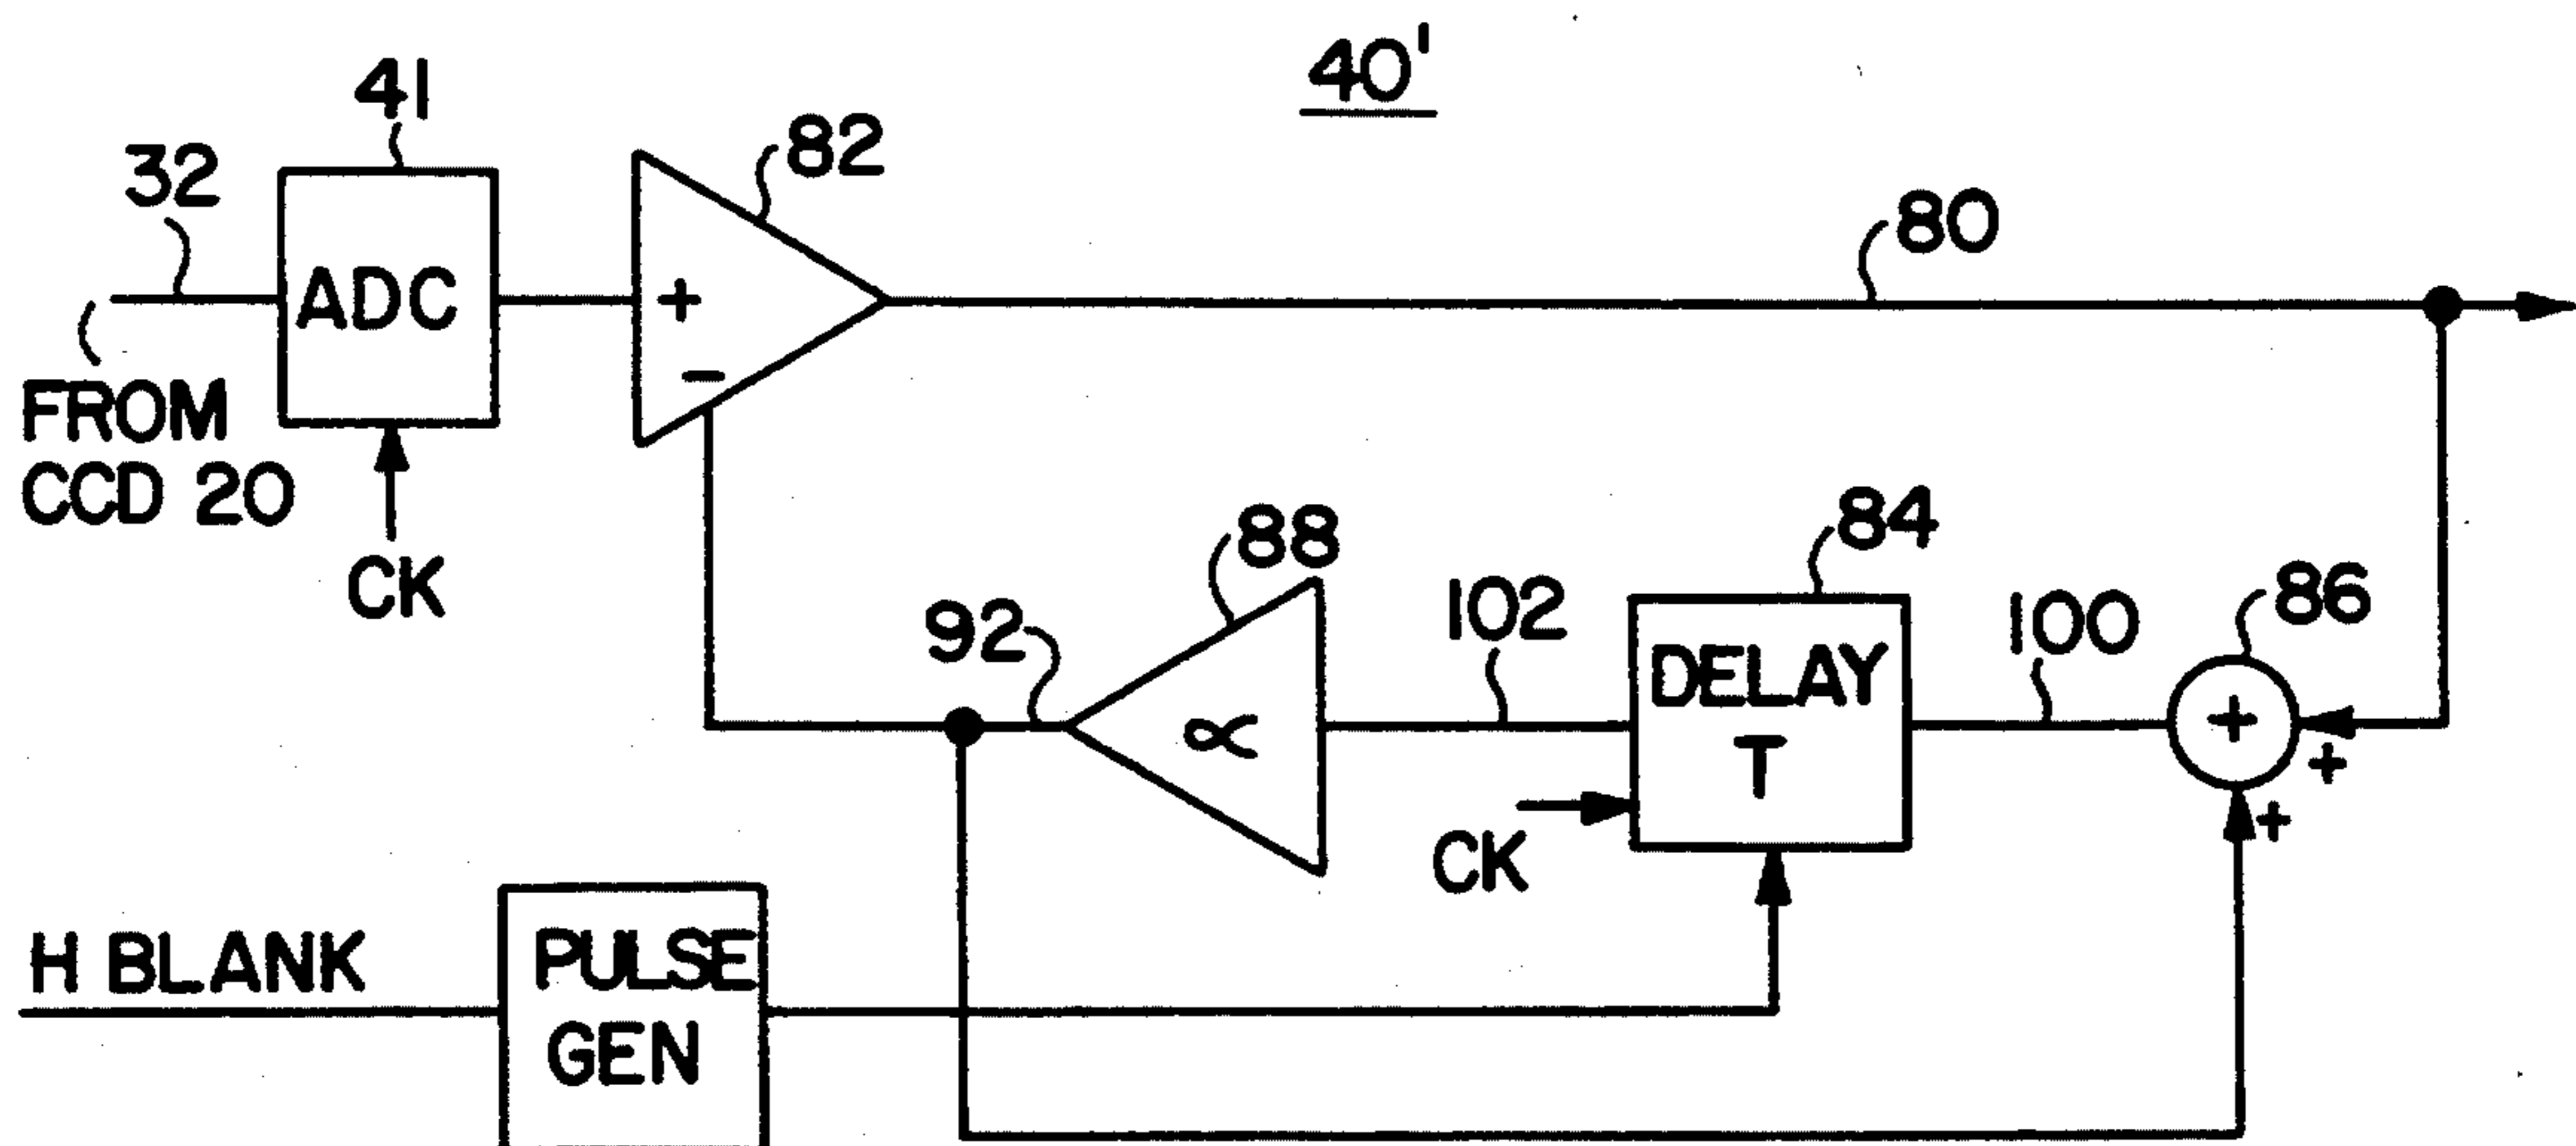 40'
41
32
82
80
ADC
+
−
FROM
CCD 20
CK
88
84
86
92
102
100
∝
DELAY
T
+
+
+
CK
H BLANK
PULSE
GEN